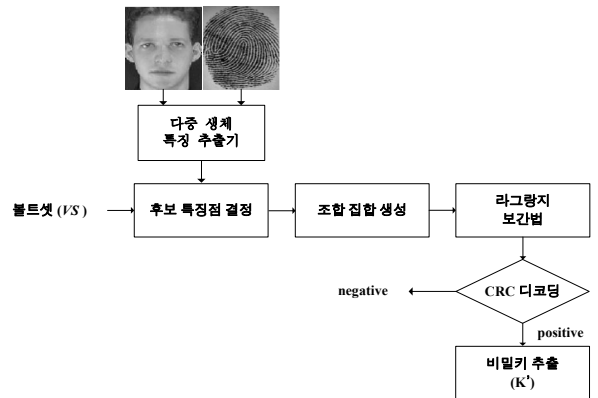 다중 생체
특징 추출기
볼트셋 (VS)
후보 특징점 결정
조합 집합 생성
라그랑지
보간법
CRC 디코딩
negative
positive
비밀키 추출
(K')